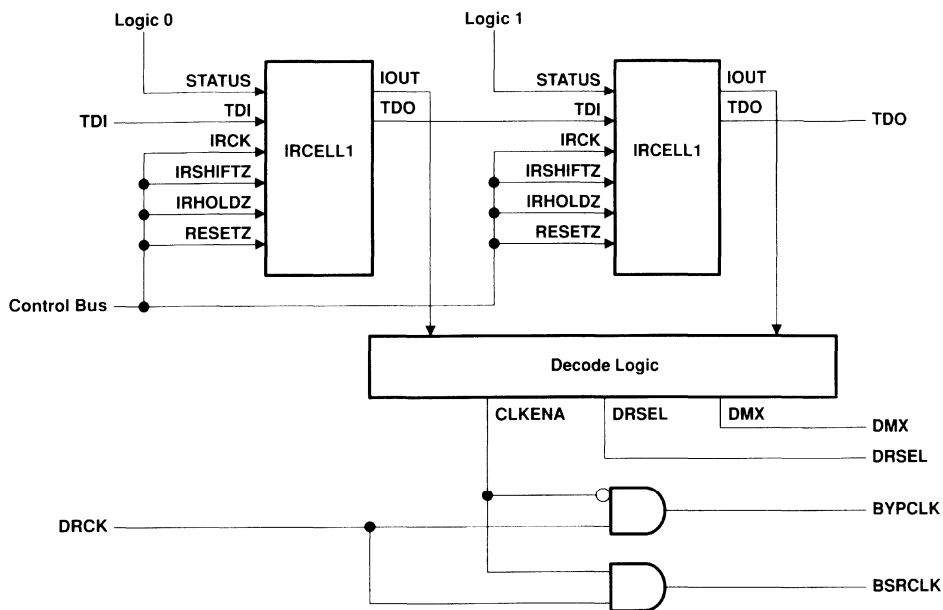 Logic 0
Logic 1
STATUS
IOUT
STATUS
IOUT
TDI
TDI
TDO
TDI
TDO
TDO
IRCK
IRCELL1
IRCK
IRCELL1
IRSHIFTZ
IRSHIFTZ
IRHOLDZ
IRHOLDZ
RESETZ
RESETZ
Control Bus
Decode Logic
CLKENA
DRSEL
DMX
DMX
DRSEL
BYPCLK
DRCK
BSRCLK